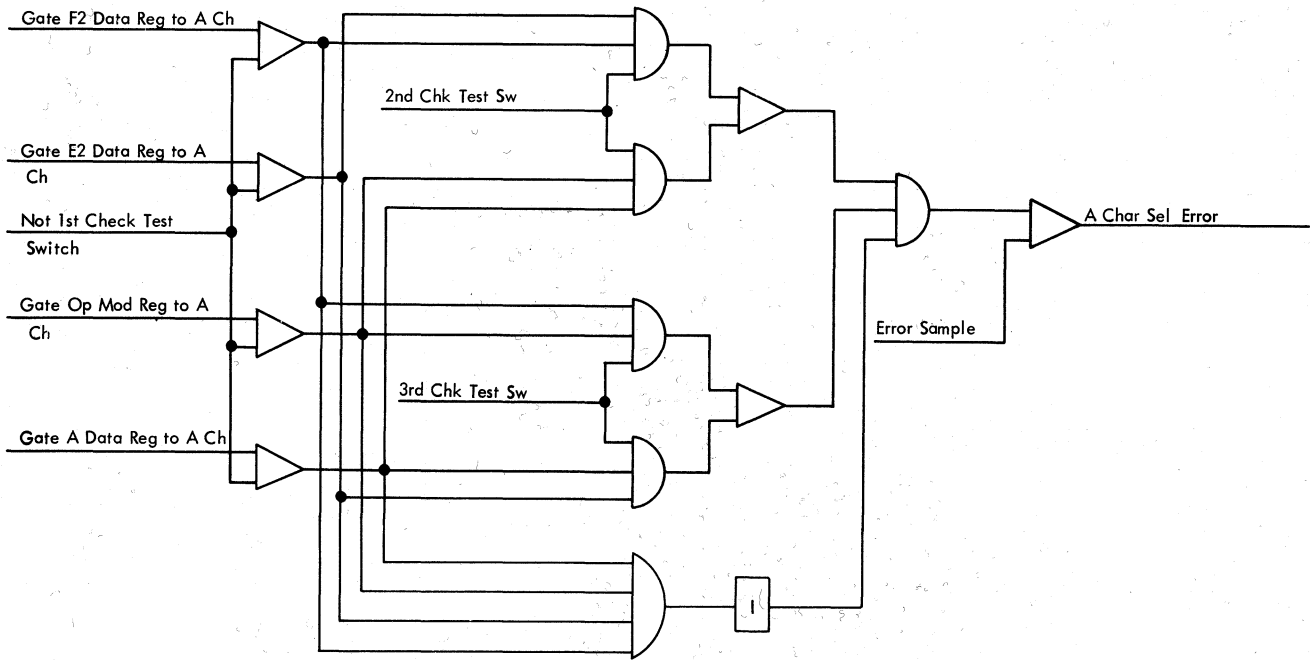 Gate F2 Data Reg to A Ch
2nd Chk Test Sw
Gate E2 Data Reg to A
Ch
Not 1st Check Test
Switch
A Char Sel Error
Gate Op Mod Reg to A
Ch
Error Sample
3rd Chk Test Sw
Gate A Data Reg to A Ch
I